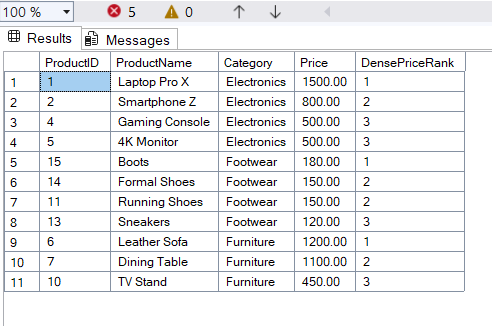 100 % 5 0
Results Messages
ProductID ProductName Category Price DensePriceRank
1 1 Laptop Pro X Electronics 1500.00 1
2 2 Smartphone Z Electronics 800.00 2
3 4 Gaming Console Electronics 500.00 3
4 5 4K Monitor Electronics 500.00 3
5 15 Boots Footwear 180.00 1
6 14 Formal Shoes Footwear 150.00 2
7 11 Running Shoes Footwear 150.00 2
8 13 Sneakers Footwear 120.00 3
9 6 Leather Sofa Furniture 1200.00 1
10 7 Dining Table Furniture 1100.00 2
11 10 TV Stand Furniture 450.00 3